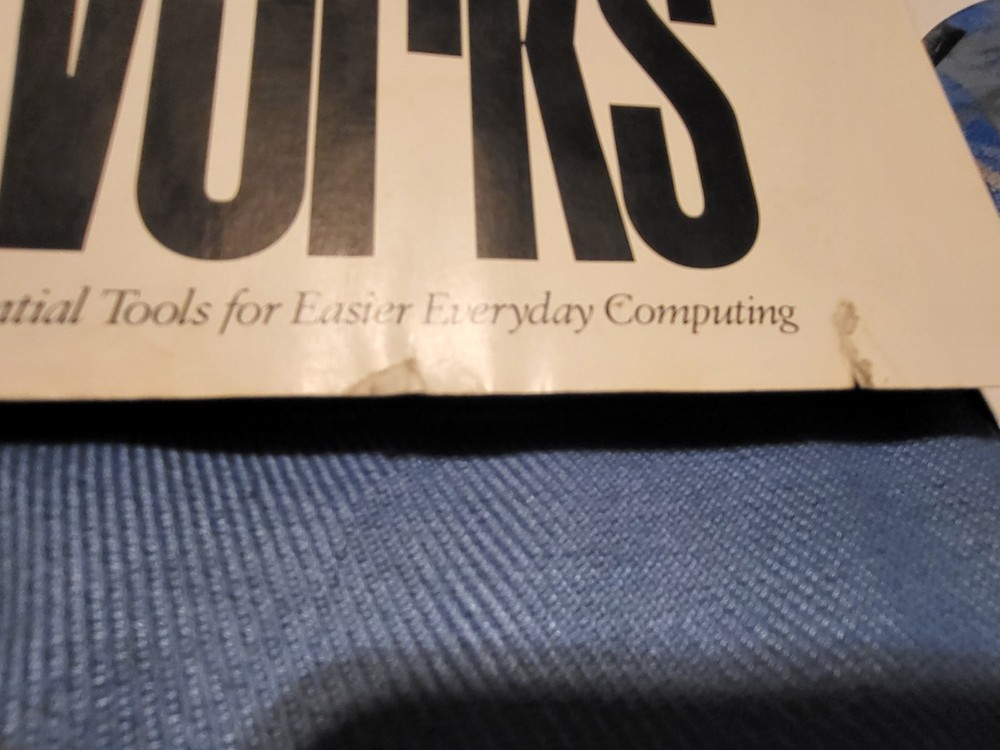 works
ntial Tools for Easier Everyday Computing